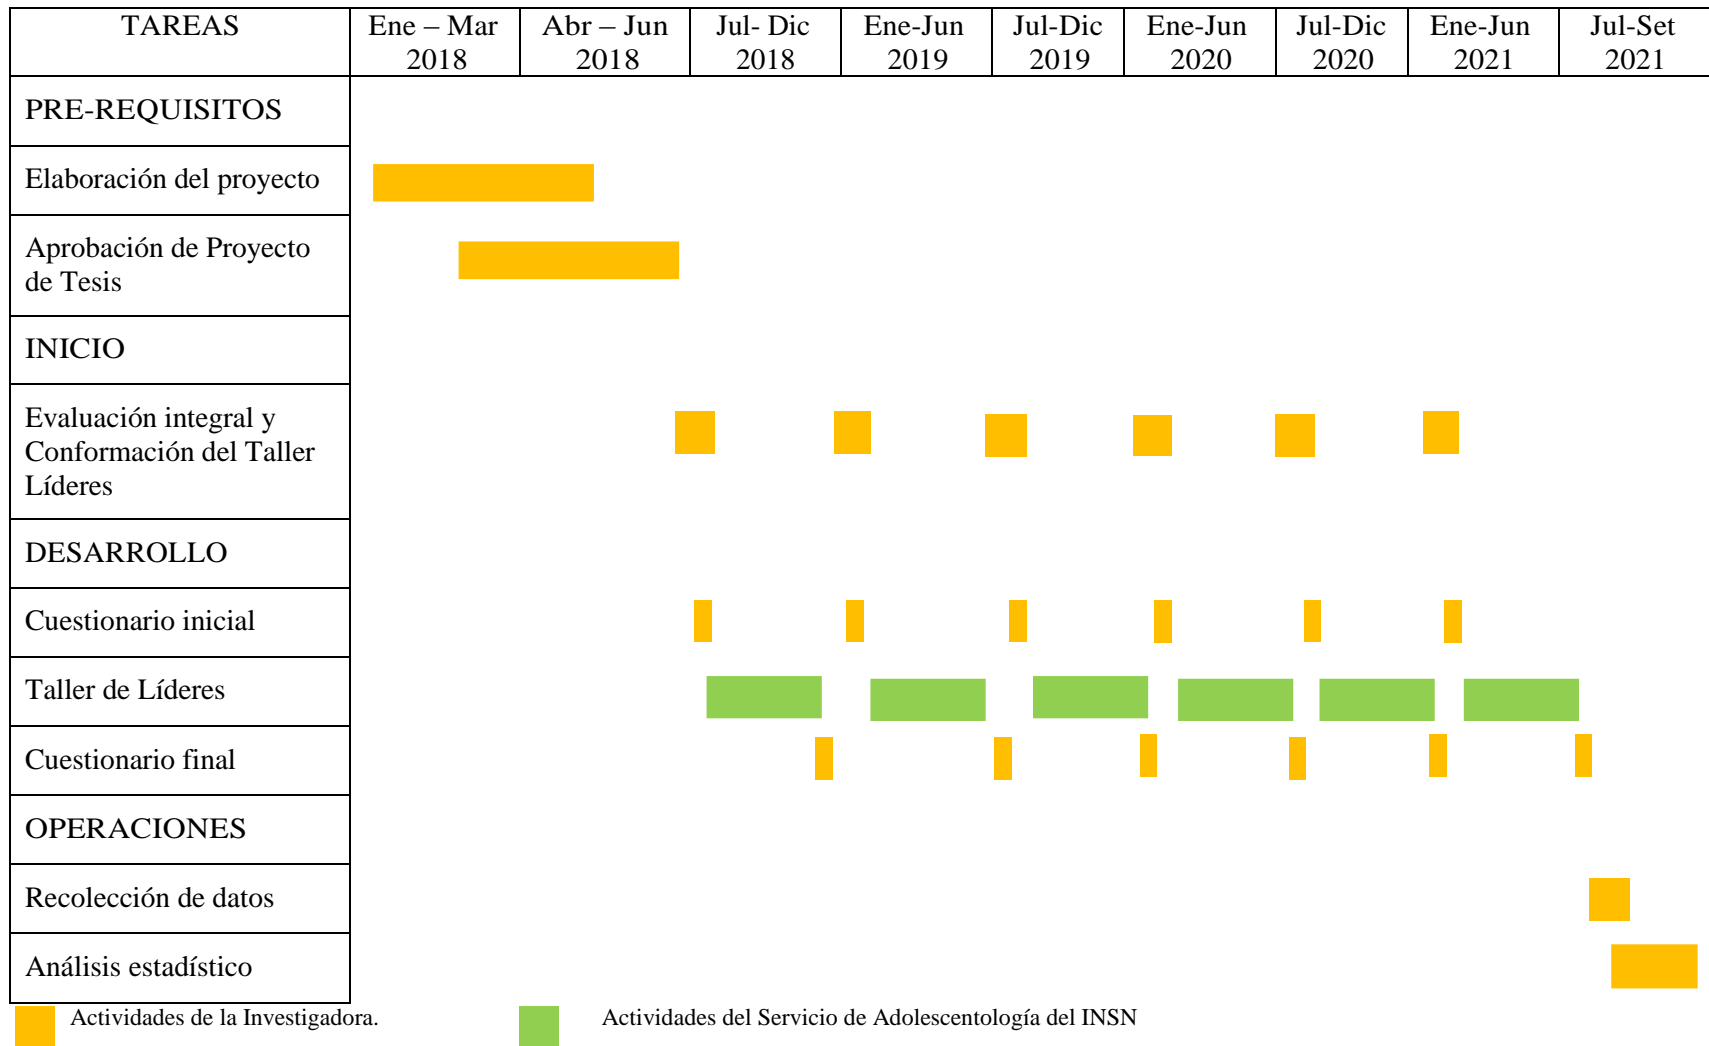 TAREAS
Ene – Mar
2018
Abr – Jun
2018
Jul- Dic
2018
Ene-Jun
2019
Jul-Dic
2019
Ene-Jun
2020
Jul-Dic
2020
Ene-Jun
2021
Jul-Set
2021
PRE-REQUISITOS
Elaboración del proyecto
Aprobación de Proyecto
de Tesis
INICIO
Evaluación integral y
Conformación del Taller
Líderes
DESARROLLO
Cuestionario inicial
Taller de Líderes
Cuestionario final
OPERACIONES
Recolección de datos
Análisis estadístico
Actividades de la Investigadora.
Actividades del Servicio de Adolescentología del INSN